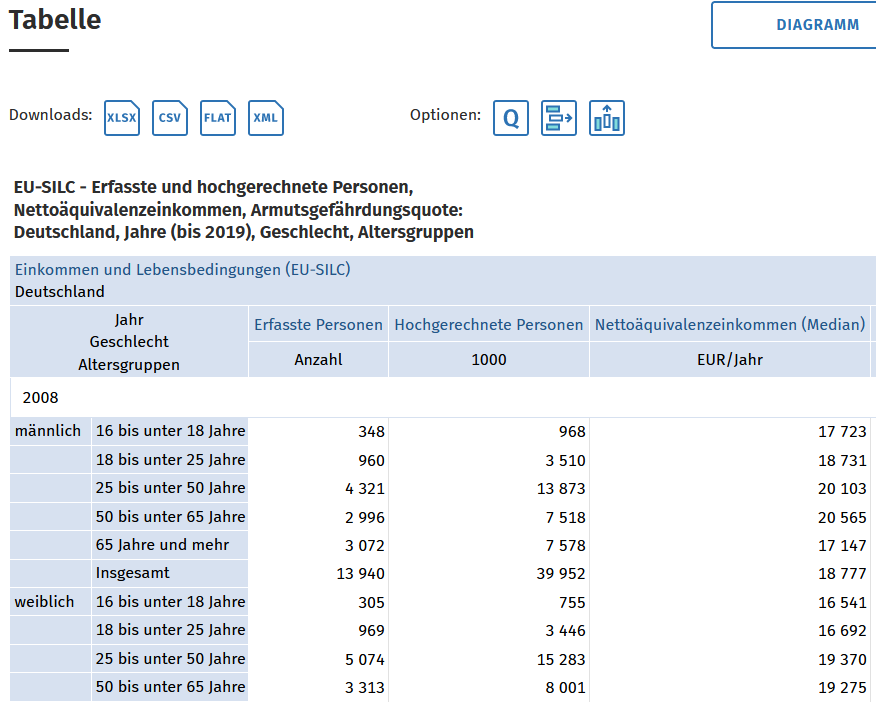 Tabelle
DIAGRAMM
Downloads: XLSX CSV FLAT XML Optionen: Q
EU-SILC - Erfasste und hochgerechnete Personen,
Nettoäquivalenzeinkommen, Armutsgefährdungsquote:
Deutschland, Jahre (bis 2019), Geschlecht, Altersgruppen
Einkommen und Lebensbedingungen (EU-SILC)
Deutschland
Jahr
Geschlecht
Altersgruppen
Erfasste Personen Hochgerechnete Personen Nettoäquivalenzeinkommen (Median)
Anzahl 1000 EUR/Jahr
2008
männlich 16 bis unter 18 Jahre 348 968 17 723
18 bis unter 25 Jahre 960 3 510 18 731
25 bis unter 50 Jahre 4 321 13 873 20 103
50 bis unter 65 Jahre 2 996 7 518 20 565
65 Jahre und mehr 3 072 7 578 17 147
Insgesamt 13 940 39 952 18 777
weiblich 16 bis unter 18 Jahre 305 755 16 541
18 bis unter 25 Jahre 969 3 446 16 692
25 bis unter 50 Jahre 5 074 15 283 19 370
50 bis unter 65 Jahre 3 313 8 001 19 275